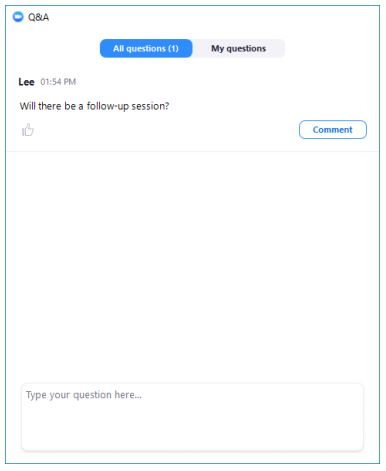 Q&A
All questions (1) My questions
Lee 01:54 PM
Will there be a follow-up session?
Comment
Type your question here...